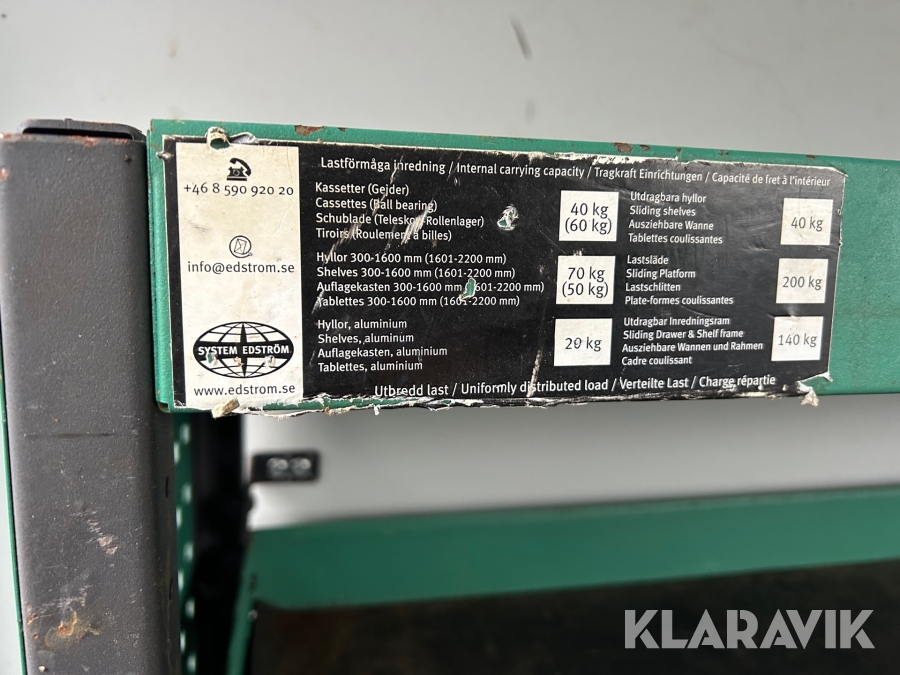 +46 8 590 920 20
info@edstrom.se
SYSTEM EDSTRÖM
www.edstrom.se
Lastförmåga inredning / Internal carrying capacity / Tragkraft Einrichtungen / Capacité de fret à l'intérieur
Kassetter (Gejder)
Cassettes (Ball bearing)
Schublade (Teleskop-Rollenlager)
Tiroirs (Roulement à billes)
40 kg
(60 kg)
Hyllor 300-1600 mm (1601-2200 mm)
Shelves 300-1600 mm (1601-2200 mm)
Auflagekasten 300-1600 mm (1601-2200 mm)
Tablettes 300-1600 mm (1601-2200 mm)
70 kg
(50 kg)
Hyllor, aluminium
Shelves, aluminum
Auflagekasten, aluminium
Tablettes, aluminium
20 kg
Utdragbara hyllor
Sliding shelves
Ausziehbare Wanne
Tablettes coulissantes
40 kg
Lastsläde
Sliding Platform
Lastschlitten
Plate-formes coulissantes
200 kg
Utdragbar Inredningsram
Sliding Drawer & Shelf frame
Ausziehbare Wannen und Rahmen
Cadre coulissant
140 kg
Utbredd last / Uniformly distributed load / Verteilte Last / Charge répartie
KLARAVIK